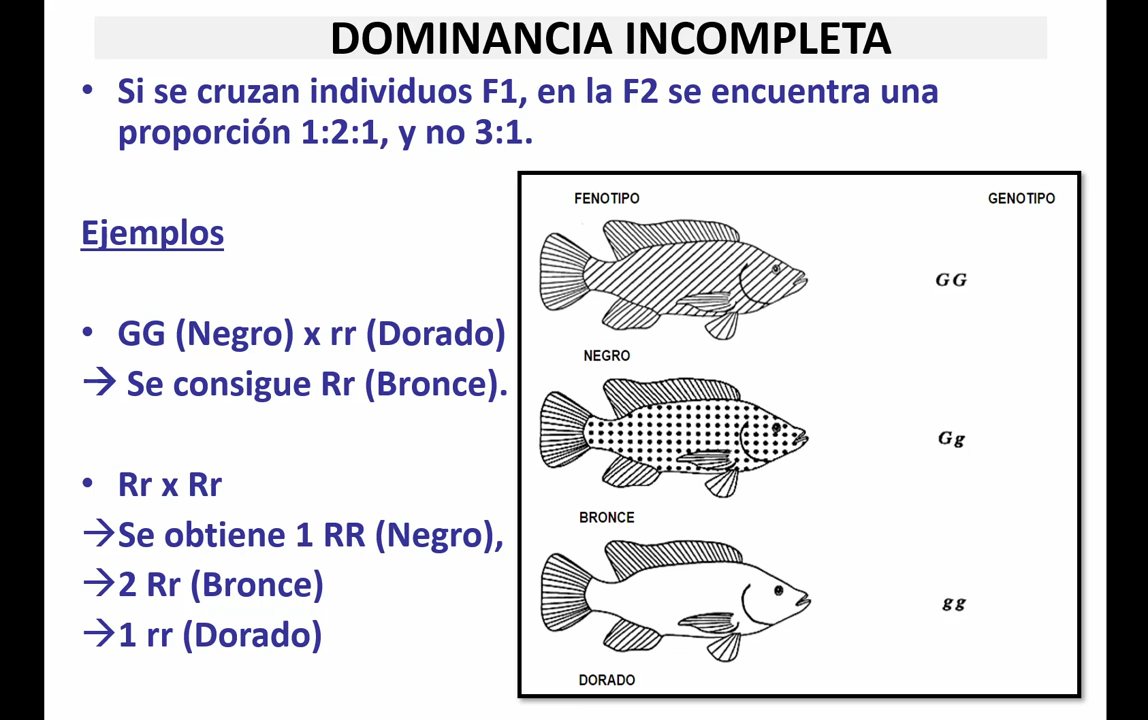 DOMINANCIA INCOMPLETA
• Si se cruzan individuos F1, en la F2 se encuentra una
proporción 1:2:1, y no 3:1.
Ejemplos
• GG (Negro) x rr (Dorado)
→ Se consigue Rr (Bronce).
• Rr x Rr
→Se obtiene 1 RR (Negro),
→2 Rr (Bronce)
→1 rr (Dorado)
FENOTIPO GENOTIPO
GG
NEGRO
Gg
BRONCE
gg
DORADO